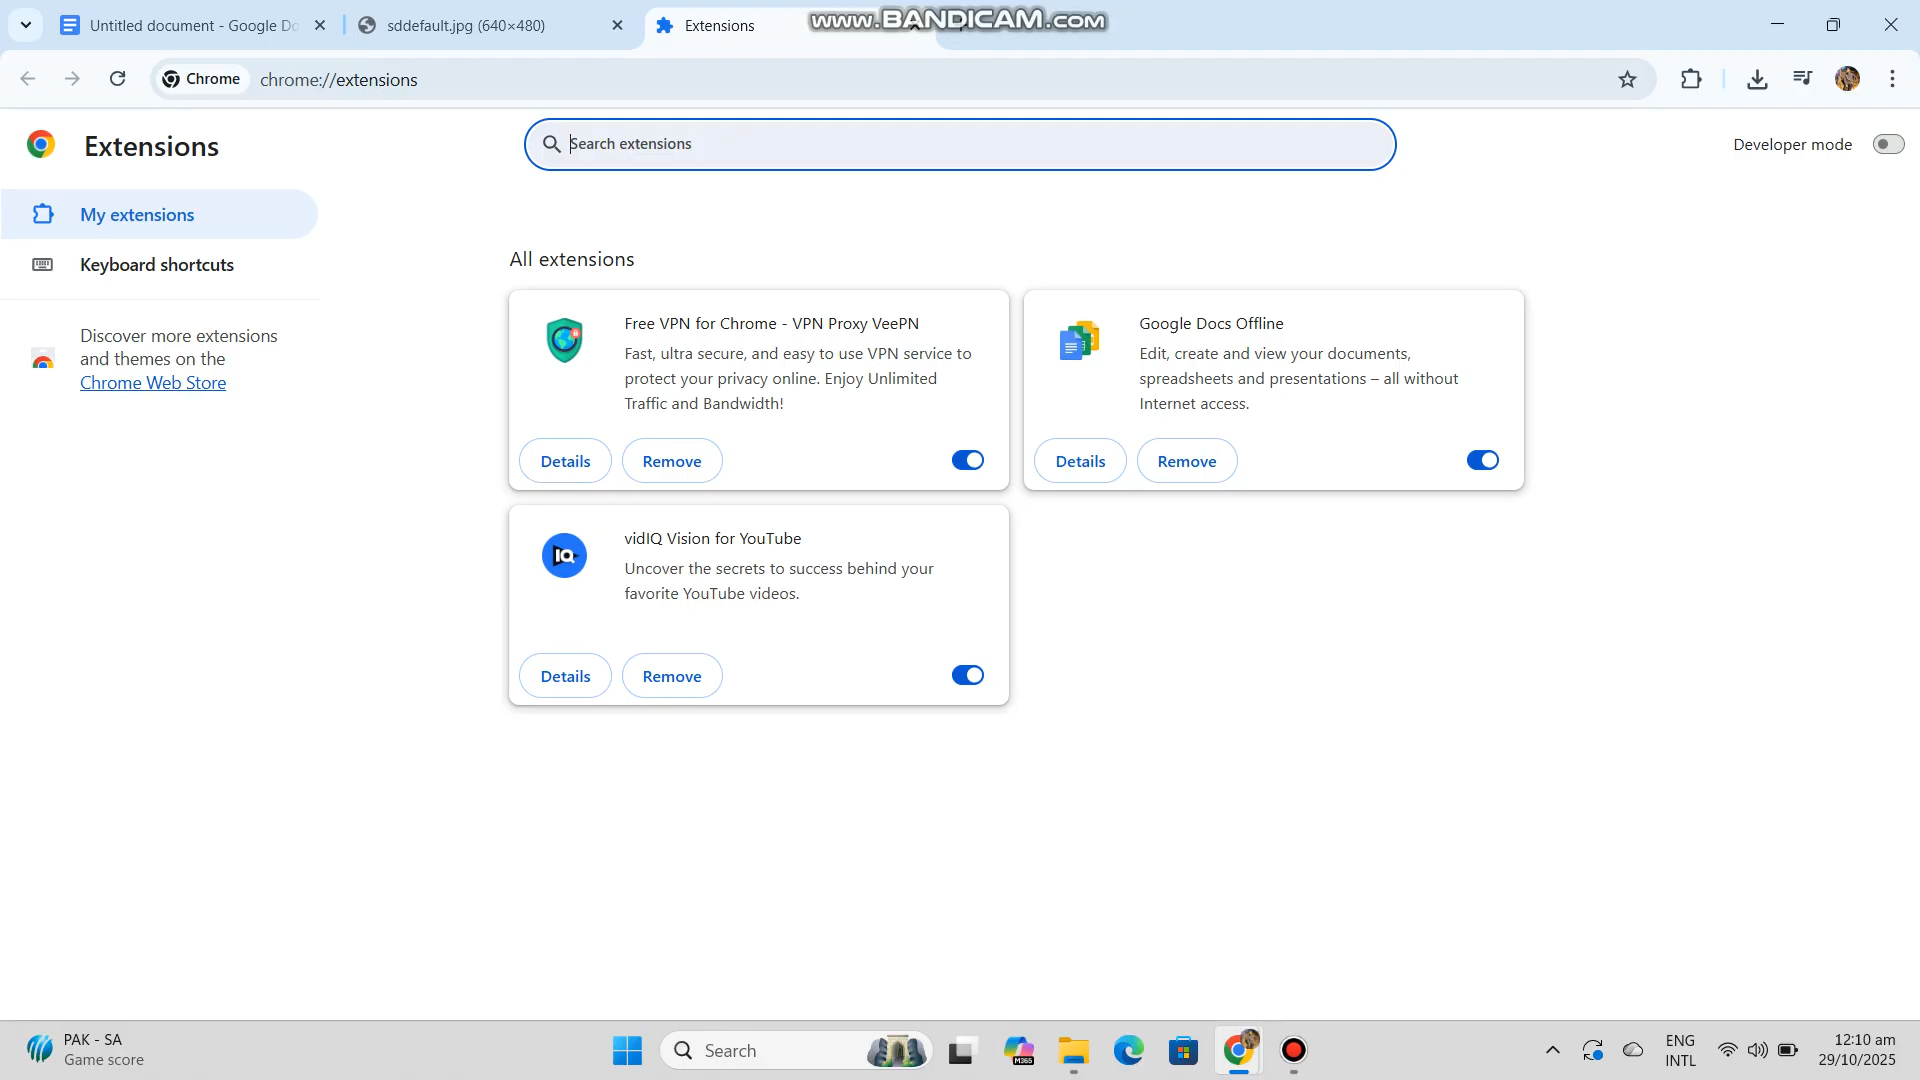 Untitled document - Google Do
sddefault.jpg (640×480)
Extensions
www.BANDICAM.com
Chrome
chrome://extensions
Extensions
Search extensions
Developer mode
My extensions
Keyboard shortcuts
Discover more extensions
and themes on the
Chrome Web Store
All extensions
Free VPN for Chrome - VPN Proxy VeePN
Fast, ultra secure, and easy to use VPN service to
protect your privacy online. Enjoy Unlimited
Traffic and Bandwidth!
Details
Remove
Google Docs Offline
Edit, create and view your documents,
spreadsheets and presentations – all without
Internet access.
Details
Remove
IQ
vidIQ Vision for YouTube
Uncover the secrets to success behind your
favorite YouTube videos.
Details
Remove
PAK - SA
Game score
Search
M365
ENG
INTL
12:10 am
29/10/2025